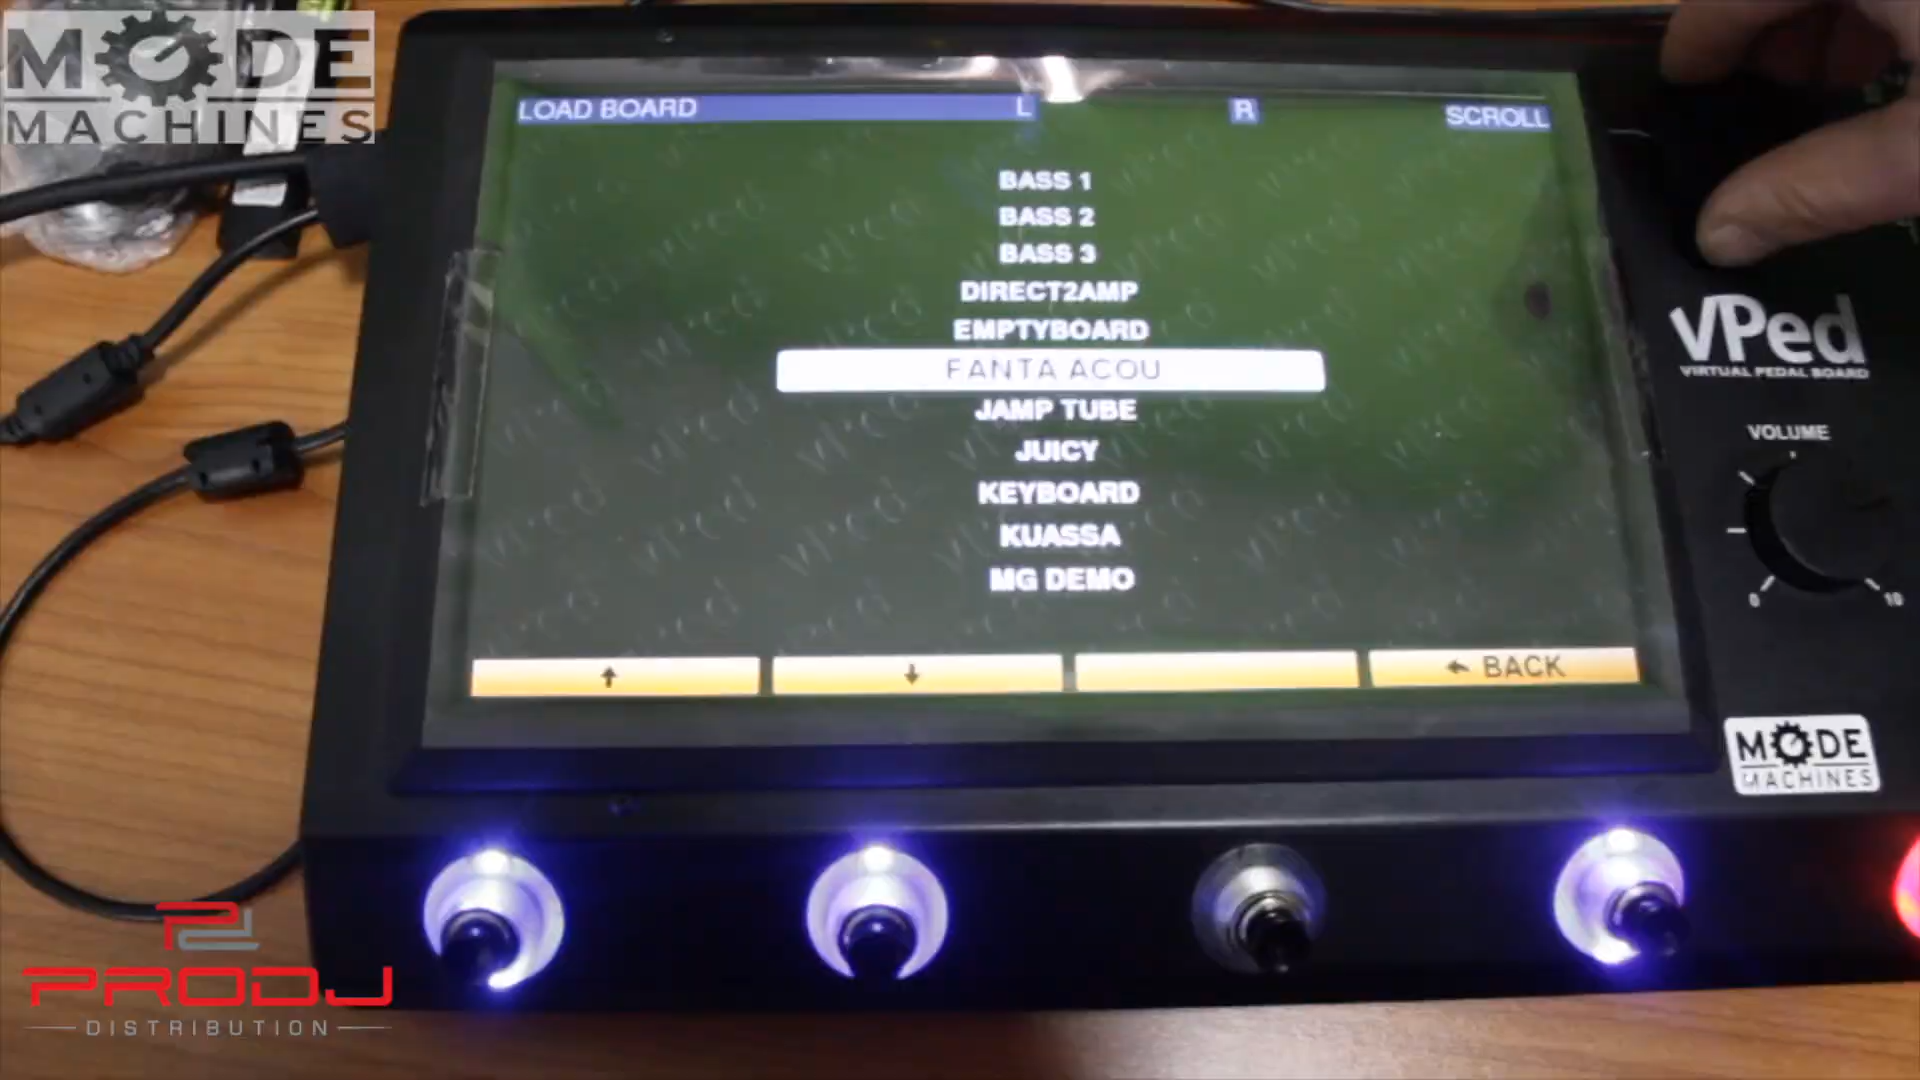 MODE
MACHINES
LOAD BOARD L R SCROLL
BASS 1
BASS 2
BASS 3
DIRECT2AMP
EMPTYBOARD
FANTA ACOU
JAMP TUBE
JUICY
KEYBOARD
KUASSA
MG DEMO
↑ ↓ BACK
vPed
VIRTUAL PEDAL BOARD
VOLUME
0 10
MODE
MACHINES
PRODJ
DISTRIBUTION